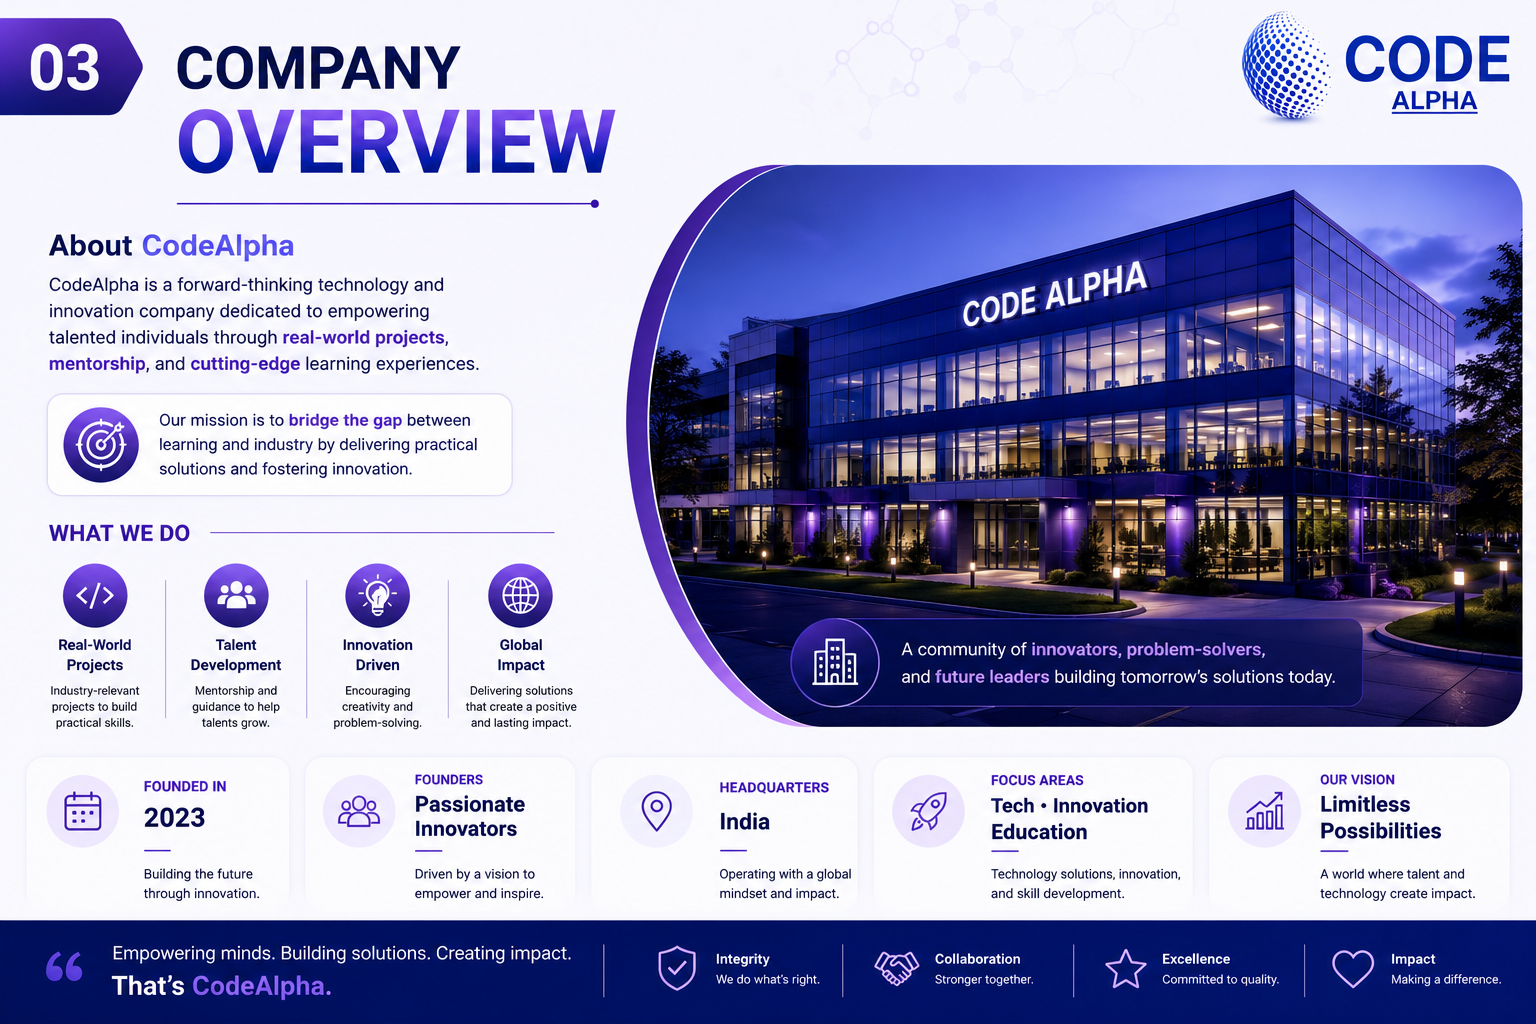 03
COMPANY
OVERVIEW
CODE
ALPHA
About CodeAlpha
CodeAlpha is a forward-thinking technology and
innovation company dedicated to empowering
talented individuals through real-world projects,
mentorship, and cutting-edge learning experiences.
Our mission is to bridge the gap between
learning and industry by delivering practical
solutions and fostering innovation.
WHAT WE DO
Real-World
Projects
Industry-relevant
projects to build
practical skills.
Talent
Development
Mentorship and
guidance to help
talents grow.
Innovation
Driven
Encouraging
creativity and
problem-solving.
Global
Impact
Delivering solutions
that create a positive
and lasting impact.
CODE ALPHA
A community of innovators, problem-solvers,
and future leaders building tomorrow's solutions today.
FOUNDED IN
2023
Building the future
through innovation.
FOUNDERS
Passionate
Innovators
Driven by a vision to
empower and inspire.
HEADQUARTERS
India
Operating with a global
mindset and impact.
FOCUS AREAS
Tech • Innovation
Education
Technology solutions, innovation,
and skill development.
OUR VISION
Limitless
Possibilities
A world where talent and
technology create impact.
“
Empowering minds. Building solutions. Creating impact.
That's CodeAlpha.
Integrity
We do what's right.
Collaboration
Stronger together.
Excellence
Committed to quality.
Impact
Making a difference.